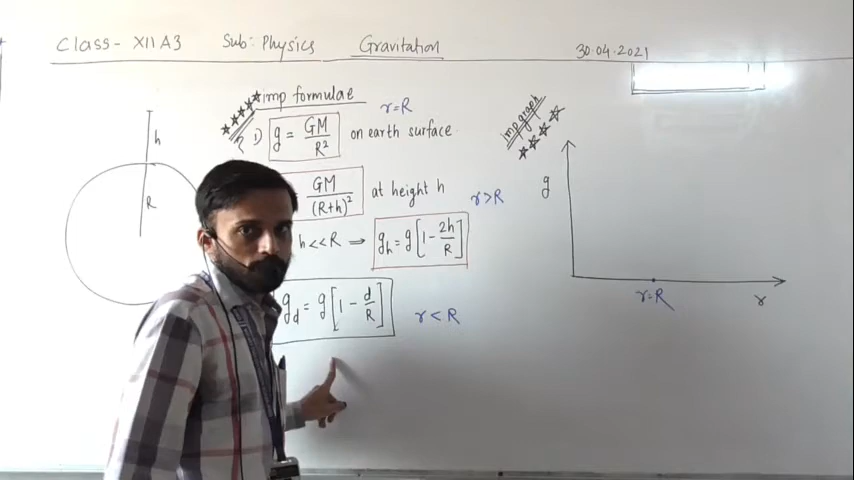 Class- XII A3 Sub: Physics Gravitation 30.04.2021
imp formulae
r=R
1) g = GM/R² on earth surface
= GM/(R+h)² at height h
r>R
h<<R ⇒ g_h = g[1 - 2h/R]
g_d = g[1 - d/R]
r < R
h
R
Imp graph
g
r=R
r